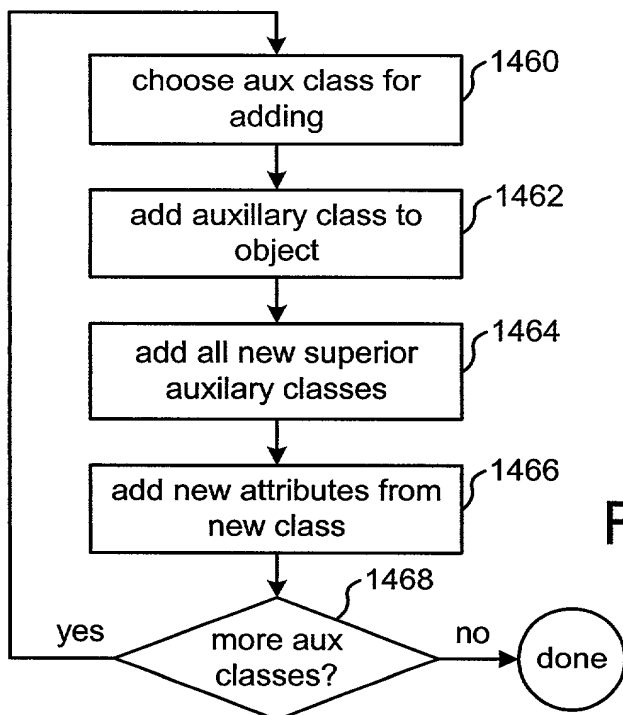 choose aux class for
adding
1460
add auxillary class to
object
1462
add all new superior
auxilary classes
1464
add new attributes from
new class
1466
1468
yes
more aux
classes?
no
done